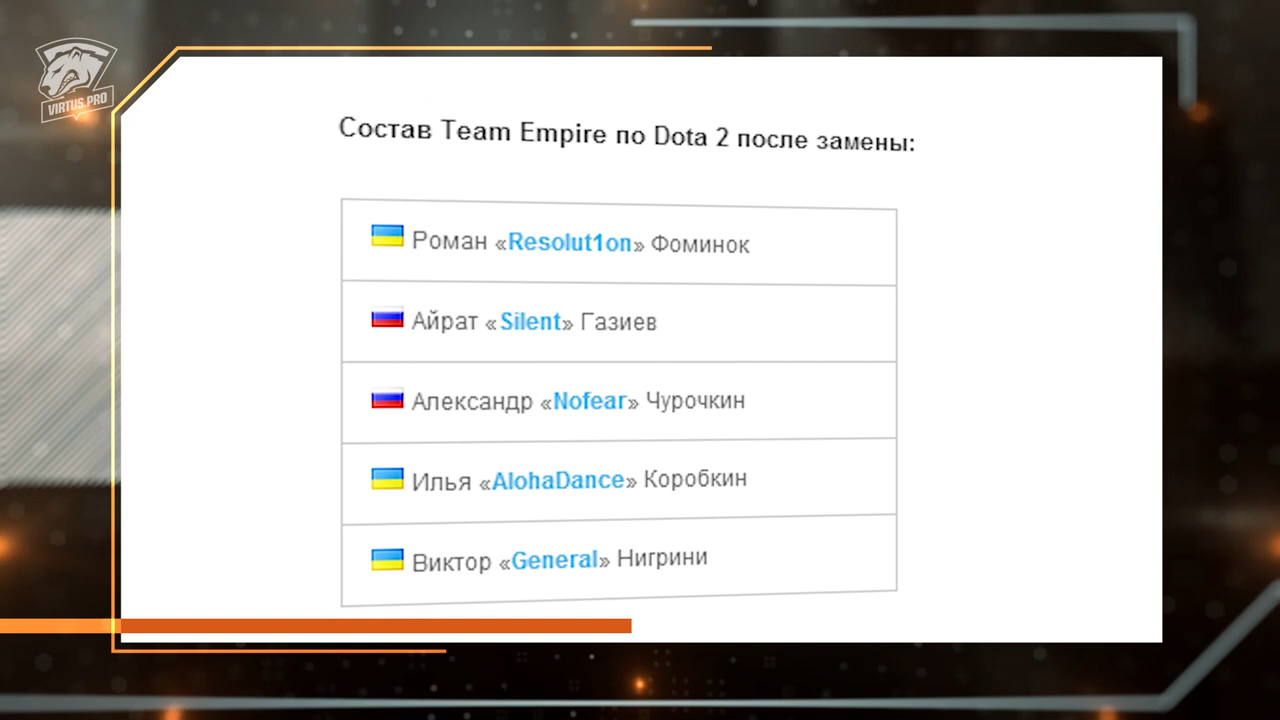 VIRTUS.PRO
Состав Team Empire по Dota 2 после замены:
Роман «Resolut1on» Фоминок
Айрат «Silent» Газиев
Александр «Nofear» Чурочкин
Илья «AlohaDance» Коробкин
Виктор «General» Нигрини